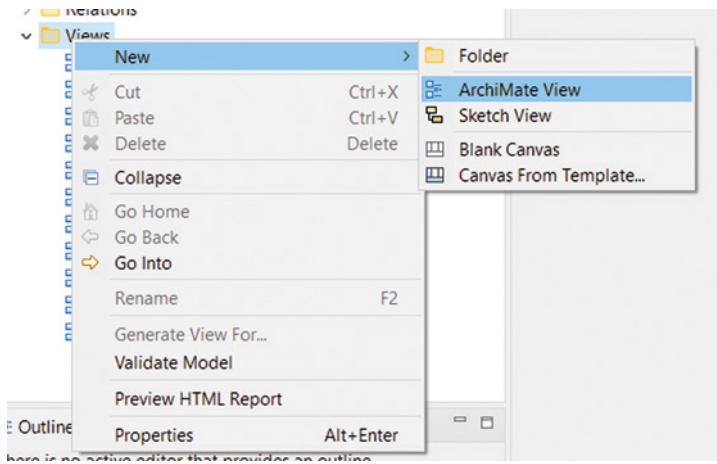 Relations
Views
New > Folder
Cut Ctrl+X ArchiMate View
Paste Ctrl+V Sketch View
Delete Delete Blank Canvas
Collapse Canvas From Template...
Go Home
Go Back
Go Into
Rename F2
Generate View For...
Validate Model
Preview HTML Report
Outline
Properties Alt+Enter
here is no active editor that provides an outline